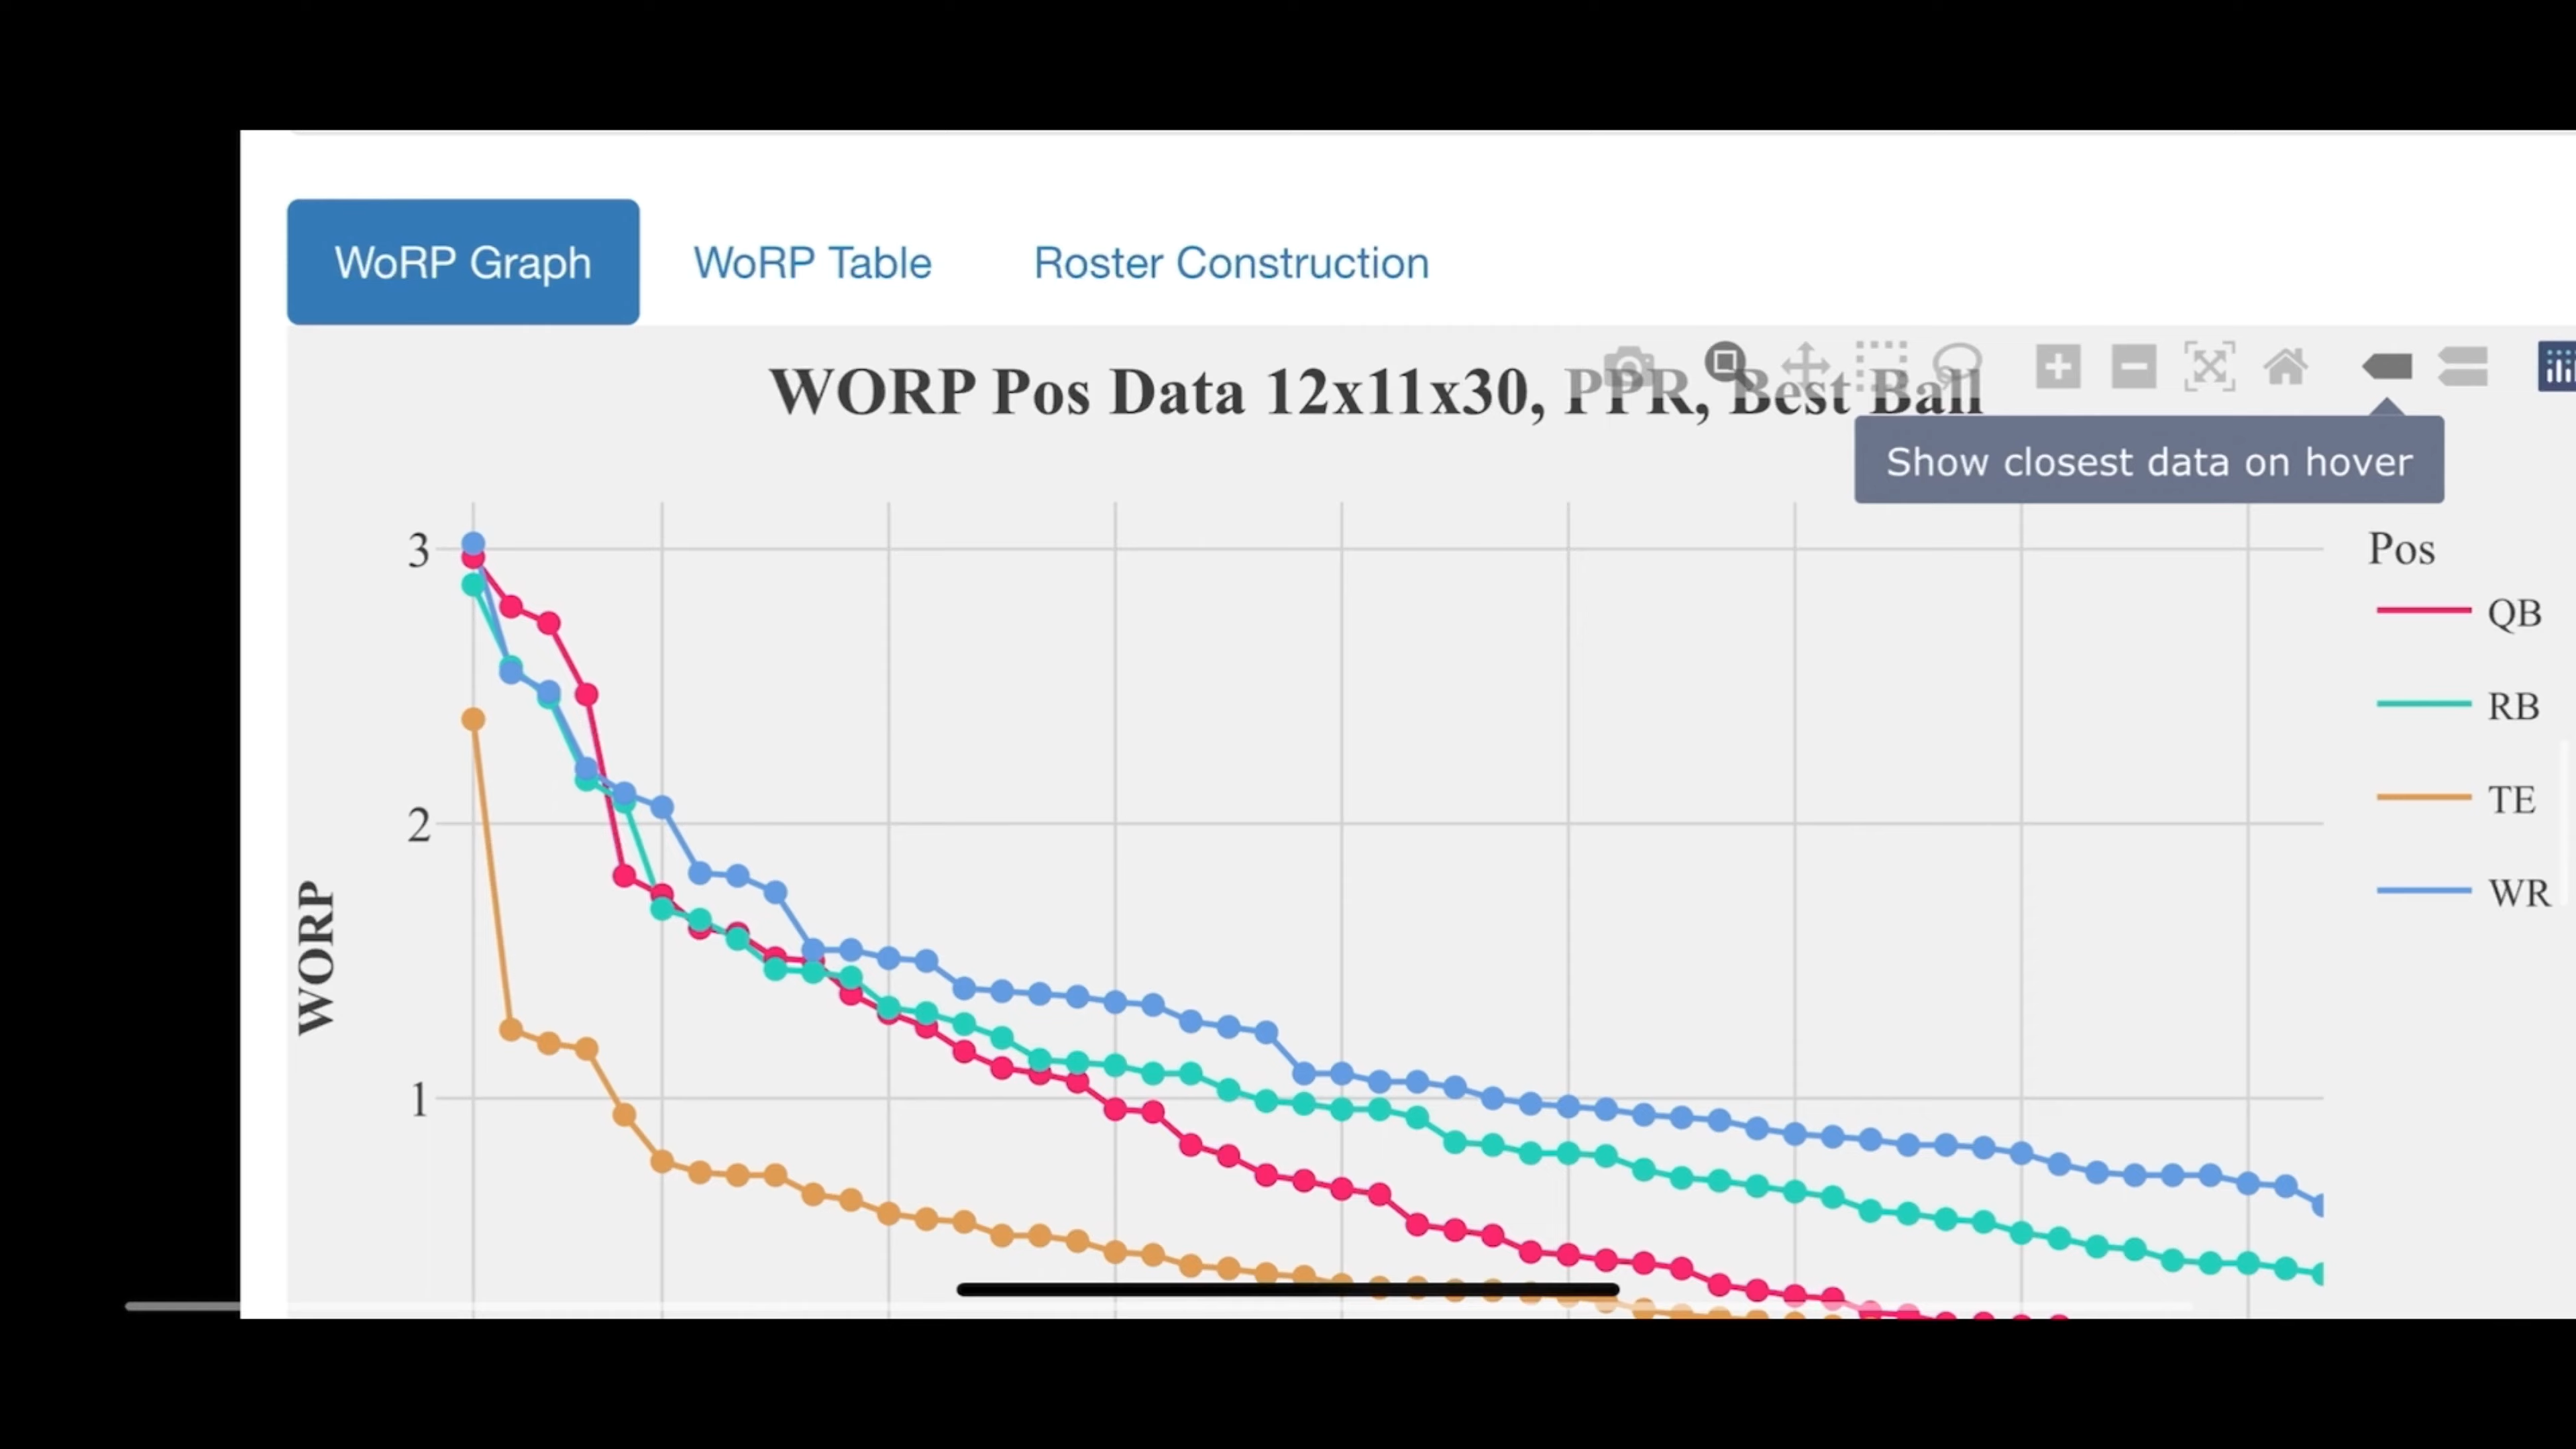 WoRP Graph
WoRP Table
Roster Construction
WORP Pos Data 12x11x30, PPR, Best Ball
Show closest data on hover
3
2
1
WORP
Pos
QB
RB
TE
WR